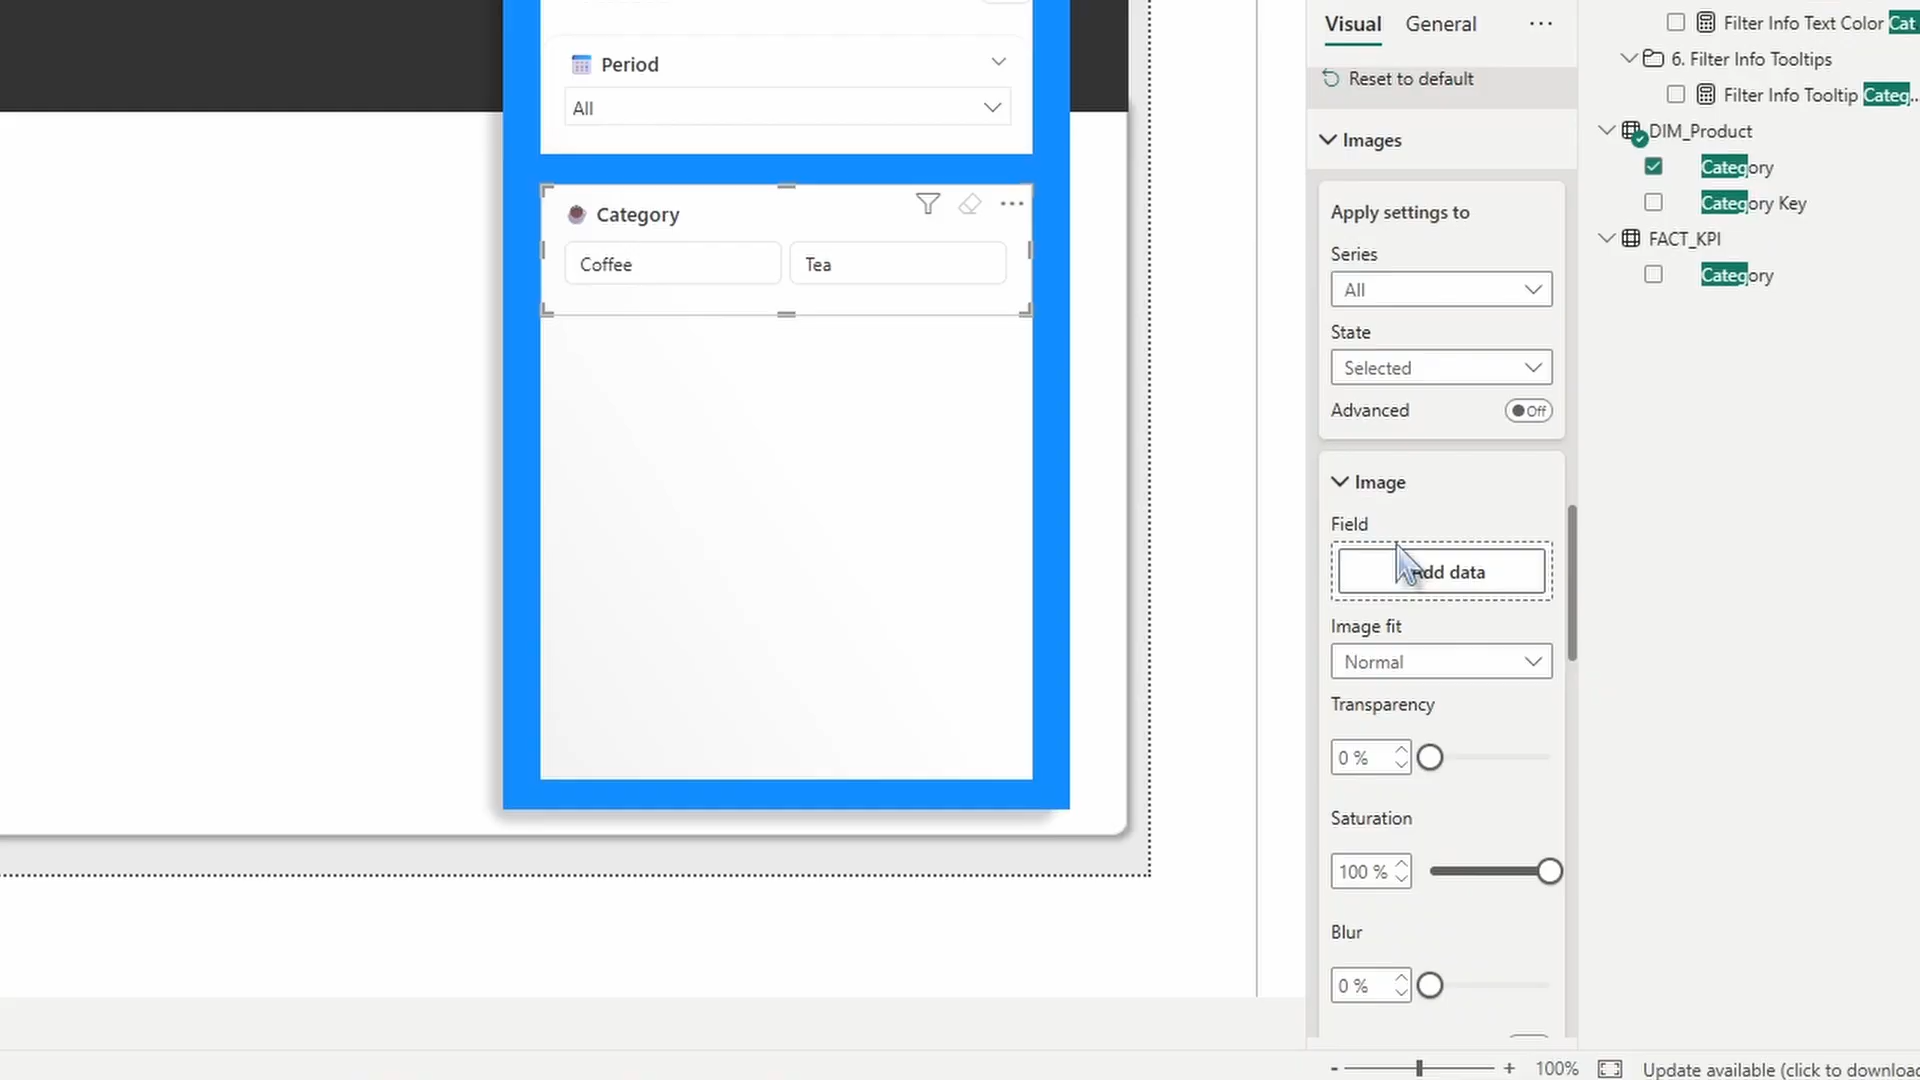 Period
All
Category
Coffee
Tea
Visual
General
Reset to default
Images
Apply settings to
Series
All
State
Selected
Advanced
Off
Image
Field
dd data
Image fit
Normal
Transparency
0 %
Saturation
100 %
Blur
0 %
Filter Info Text Color Cat
6. Filter Info Tooltips
Filter Info Tooltip Categ...
DIM_Product
Category
Category Key
FACT_KPI
Category
- + 100%
Update available (click to download